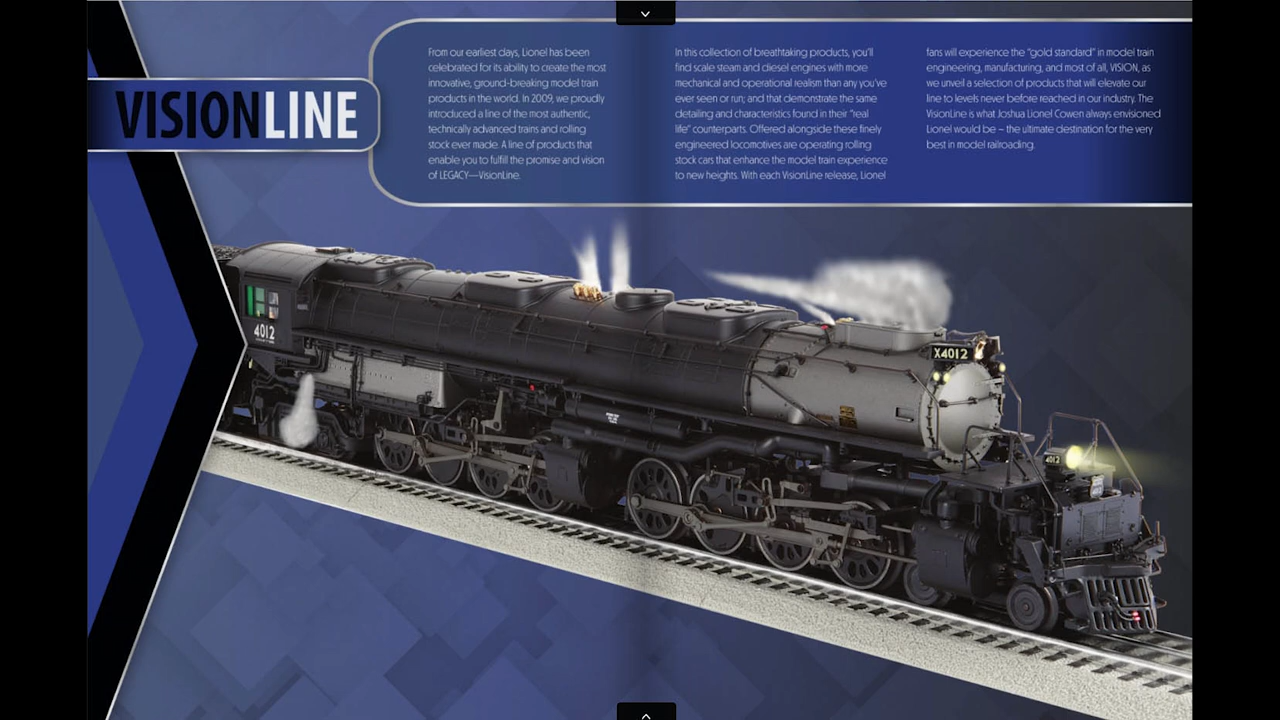 VISIONLINE
From our earliest days, Lionel has been
celebrated for its ability to create the most
innovative, ground-breaking model train
products in the world. In 2009, we proudly
introduced a line of the most authentic,
technically advanced trains and rolling
stock ever made. A line of products that
enable you to fulfill the promise and vision
of LEGACY—VisionLine.
In this collection of breathtaking products, you'll
find scale steam and diesel engines with more
mechanical and operational realism than any you've
ever seen or run; and that demonstrate the same
detailing and characteristics found in their "real
life" counterparts. Offered alongside these finely
engineered locomotives are operating rolling
stock cars that enhance the model train experience
to new heights. With each VisionLine release, Lionel
fans will experience the "gold standard" in model train
engineering, manufacturing, and most of all, VISION, as
we unveil a selection of products that will elevate our
line to levels never before reached in our industry. The
VisionLine is what Joshua Lionel Cowen always envisioned
Lionel would be – the ultimate destination for the very
best in model railroading.
4012
X4012
4012